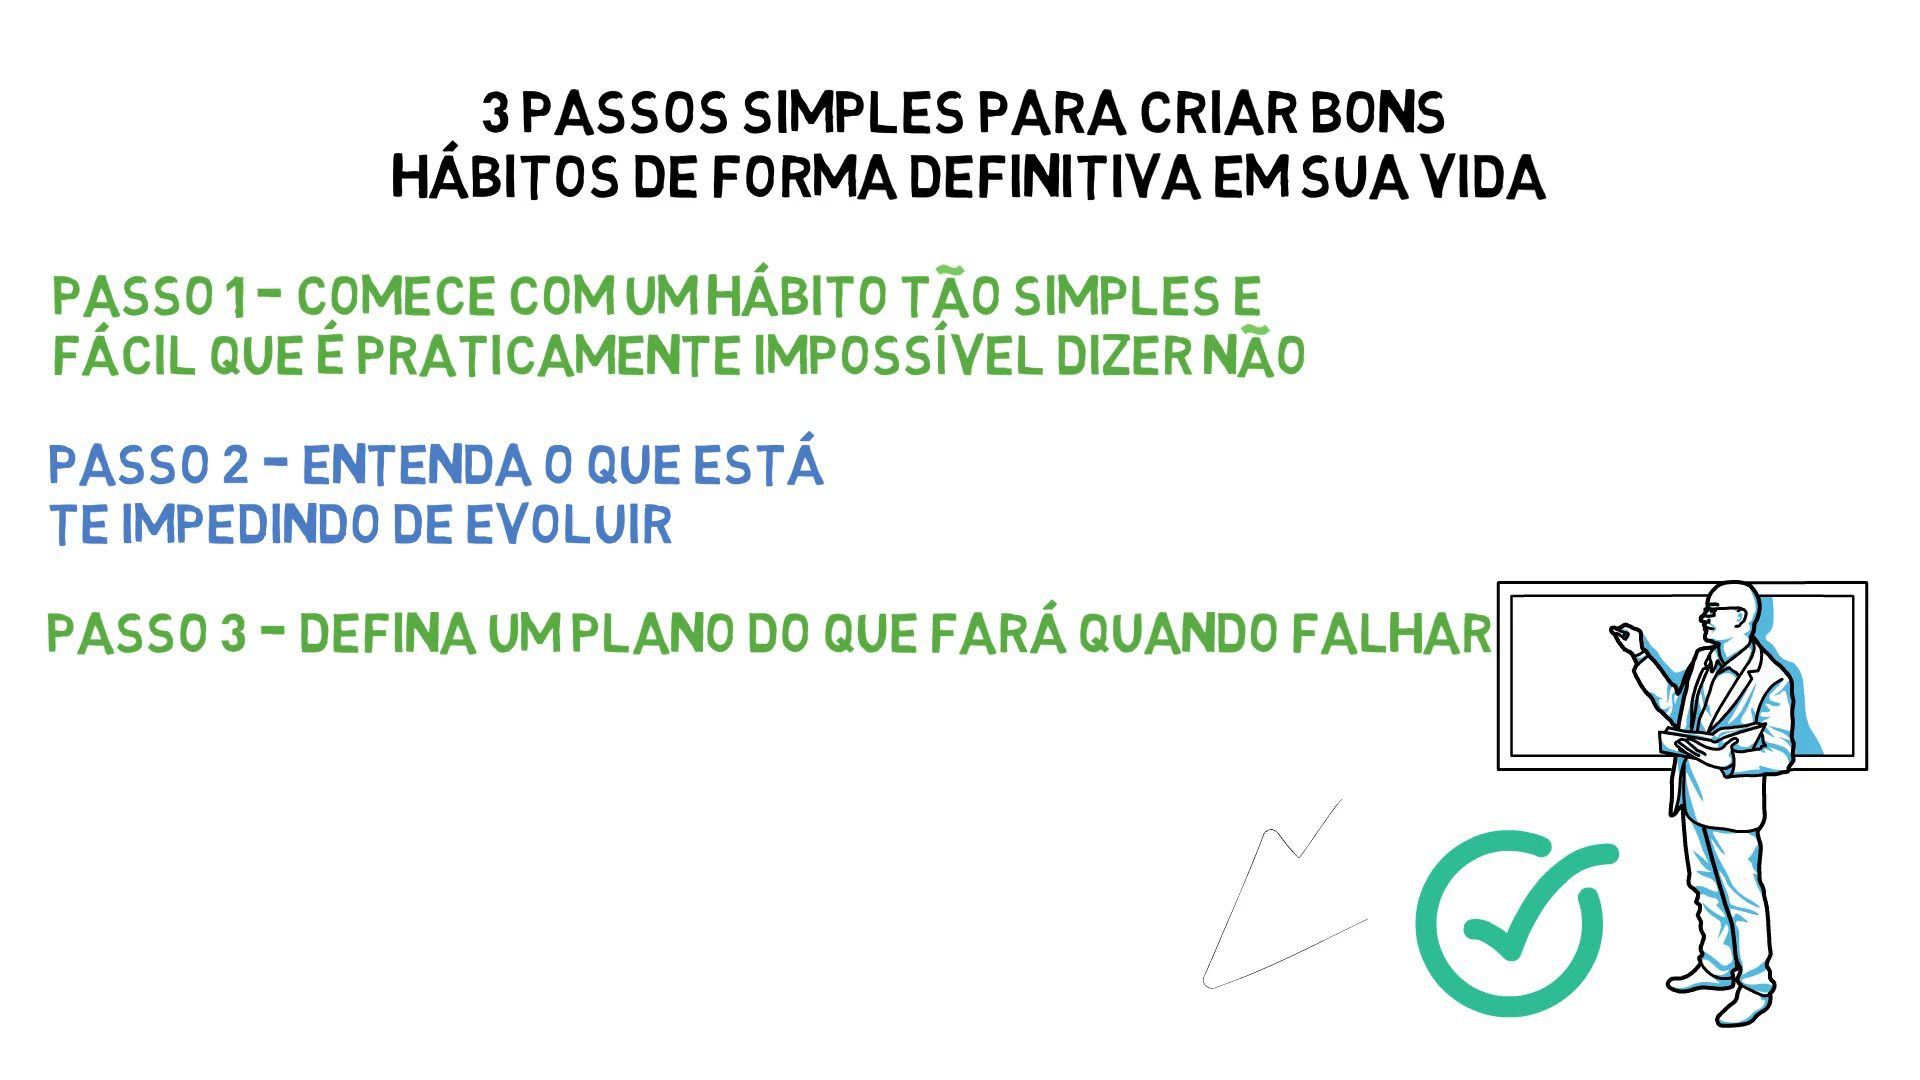 3 PASSOS SIMPLES PARA CRIAR BONS
HÁBITOS DE FORMA DEFINITIVA EM SUA VIDA
PASSO 1 - COMECE COM UM HÁBITO TÃO SIMPLES E
FÁCIL QUE É PRATICAMENTE IMPOSSÍVEL DIZER NÃO
PASSO 2 - ENTENDA O QUE ESTÁ
TE IMPEDINDO DE EVOLUIR
PASSO 3 - DEFINA UM PLANO DO QUE FARÁ QUANDO FALHAR